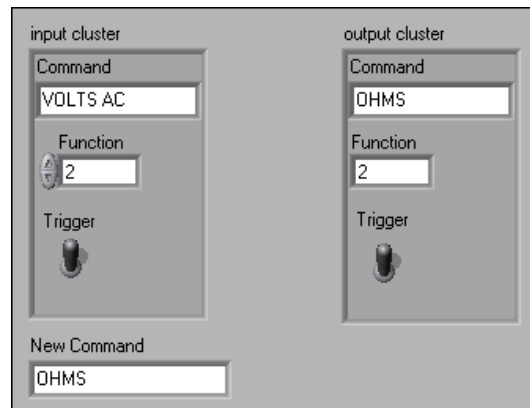 input cluster
Command
VOLTS AC
Function
2
Trigger
New Command
OHMS
output cluster
Command
OHMS
Function
2
Trigger